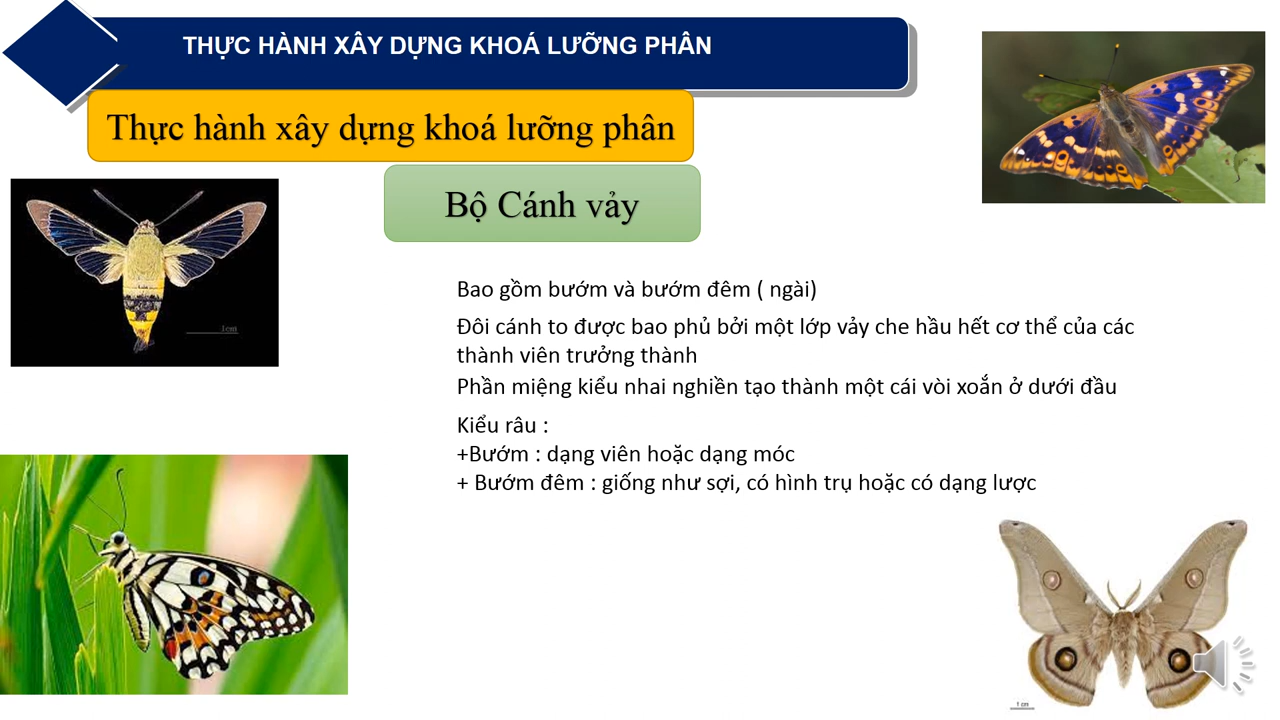 THỰC HÀNH XÂY DỰNG KHOÁ LƯỠNG PHÂN
Thực hành xây dựng khoá lưỡng phân
Bộ Cánh vảy
Bao gồm bướm và bướm đêm ( ngài)
Đôi cánh to được bao phủ bởi một lớp vảy che hầu hết cơ thể của các
thành viên trưởng thành
Phần miệng kiểu nhai nghiền tạo thành một cái vòi xoắn ở dưới đầu
Kiểu râu :
+Bướm : dạng viên hoặc dạng móc
+ Bướm đêm : giống như sợi, có hình trụ hoặc có dạng lược
1cm
1 cm